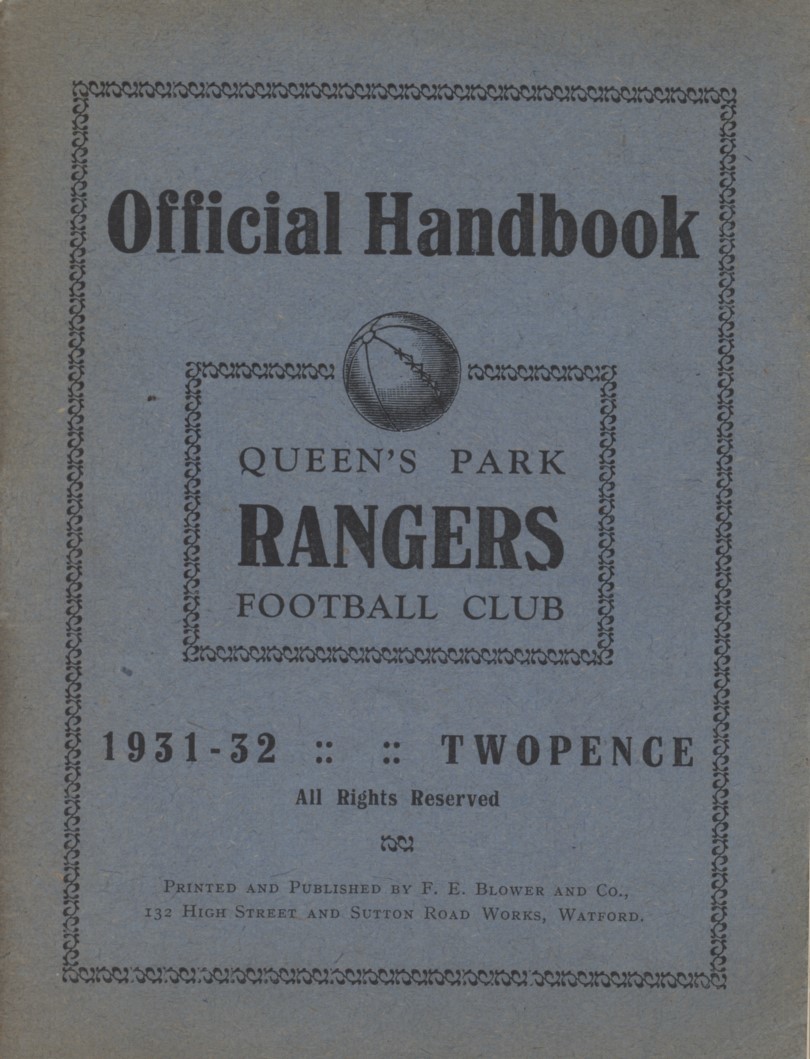 Official Handbook
QUEEN'S PARK
RANGERS
FOOTBALL CLUB
1931-32 :: :: TWOPENCE
All Rights Reserved
Printed and Published by F. E. Blower and Co.,
132 High Street and Sutton Road Works, Watford.